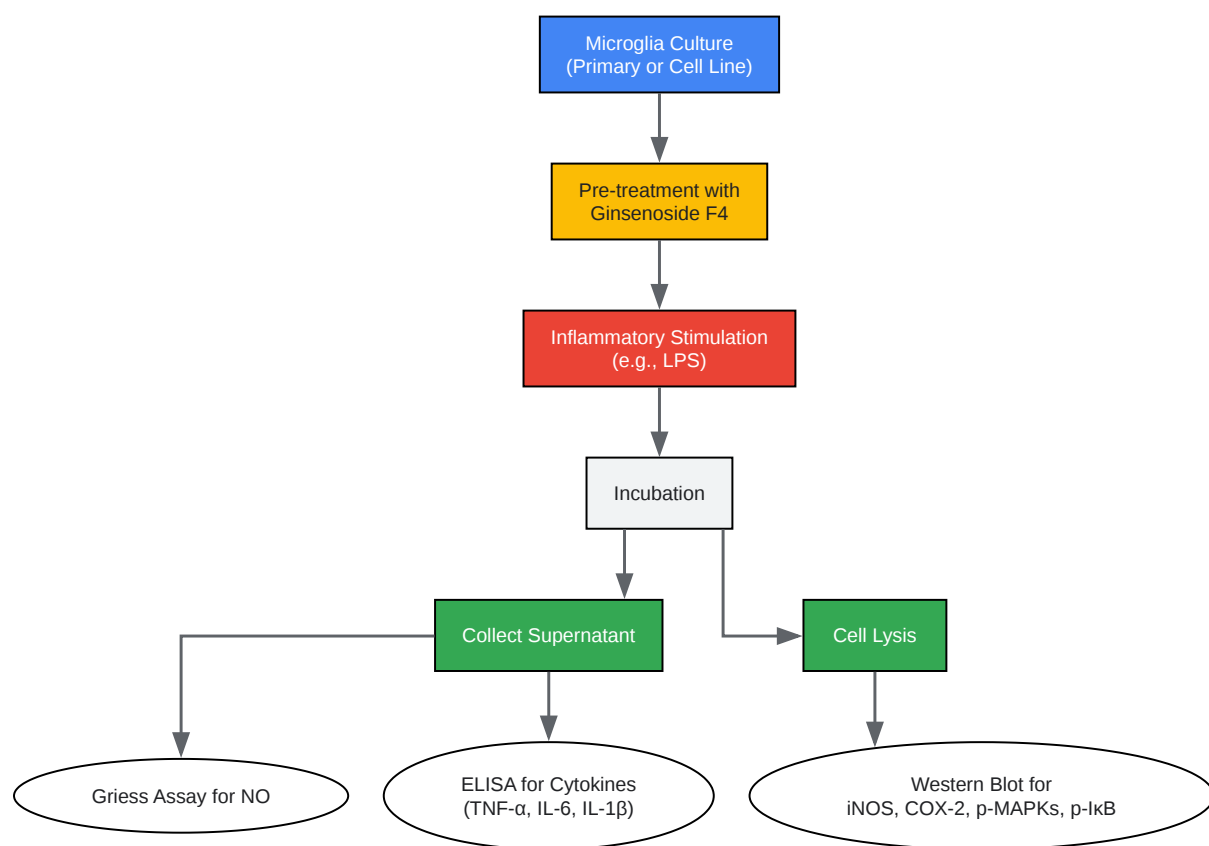 Microglia Culture
(Primary or Cell Line)
Pre-treatment with
Ginsenoside F4
Inflammatory Stimulation
(e.g., LPS)
Incubation
Collect Supernatant
Cell Lysis
Griess Assay for NO
ELISA for Cytokines
(TNF-α, IL-6, IL-1β)
Western Blot for
iNOS, COX-2, p-MAPKs, p-IκB